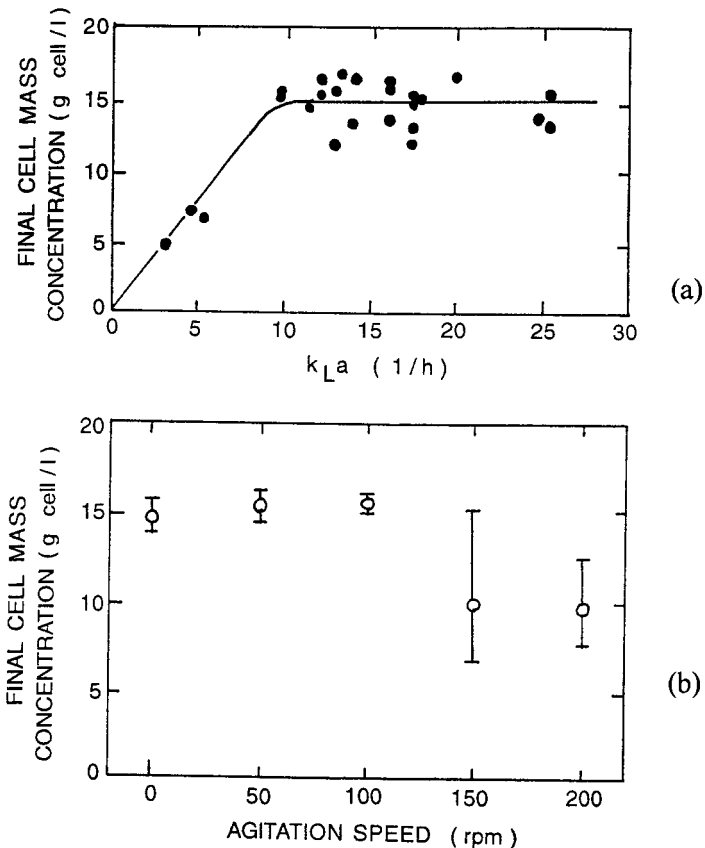 FINAL CELL MASS
CONCENTRATION (g cell/l)
20
15
10
5
0
0 5 10 15 20 25 30
kLa (1/h)
(a)
FINAL CELL MASS
CONCENTRATION (g cell/l)
20
15
10
5
0
0 50 100 150 200
AGITATION SPEED (rpm)
(b)